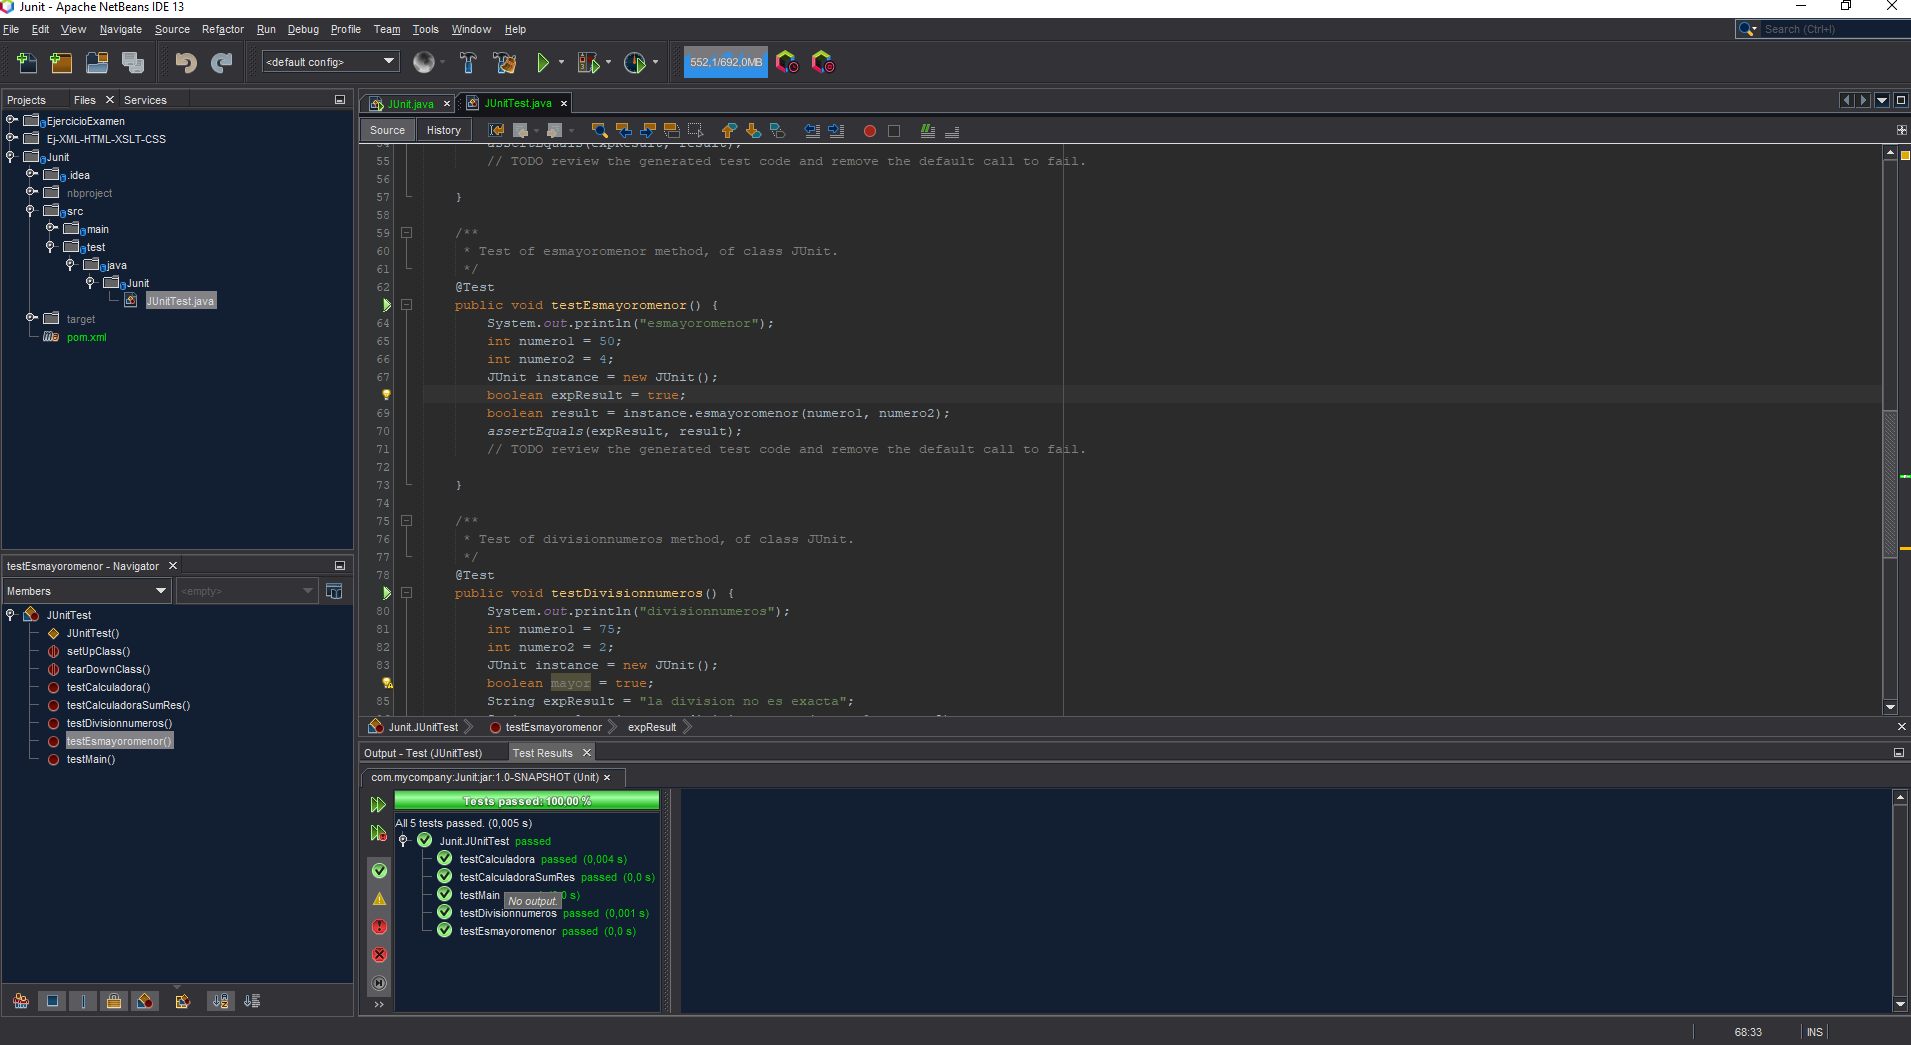 Junit - Apache NetBeans IDE 13
File Edit View Navigate Source Refactor Run Debug Profile Team Tools Window Help
Search (Ctrl+I)
<default config>
552,1/692,0MB
Projects Files Services
EjercicioExamen
Ej-XML-HTML-XSLT-CSS
Junit
.idea
nbproject
src
main
test
java
Junit
JUnitTest.java
target
pom.xml
testEsmayoromenor - Navigator
Members
<empty>
JUnitTest
JUnitTest()
setUpClass()
tearDownClass()
testCalculadora()
testCalculadoraSumRes()
testDivisionnumeros()
testEsmayoromenor()
testMain()
JUnit.java JUnitTest.java
Source History
54 assertEquals(expResult, result);
55 // TODO review the generated test code and remove the default call to fail.
56
57 }
58
59 /**
60 * Test of esmayoromenor method, of class JUnit.
61 */
62 @Test
public void testEsmayoromenor() {
64 System.out.println("esmayoromenor");
65 int numero1 = 50;
66 int numero2 = 4;
67 JUnit instance = new JUnit();
boolean expResult = true;
69 boolean result = instance.esmayoromenor(numero1, numero2);
70 assertEquals(expResult, result);
71 // TODO review the generated test code and remove the default call to fail.
72
73 }
74
75 /**
76 * Test of divisionnumeros method, of class JUnit.
77 */
78 @Test
public void testDivisionnumeros() {
80 System.out.println("divisionnumeros");
81 int numero1 = 75;
82 int numero2 = 2;
83 JUnit instance = new JUnit();
boolean mayor = true;
85 String expResult = "la division no es exacta";
Junit.JUnitTest testEsmayoromenor expResult
Output - Test (JUnitTest) Test Results
com.mycompany:Junit:jar:1.0-SNAPSHOT (Unit)
Tests passed: 100,00 %
All 5 tests passed. (0,005 s)
Junit.JUnitTest passed
testCalculadora passed (0,004 s)
testCalculadoraSumRes passed (0,0 s)
testMain 0 s)
No output.
testDivisionnumeros passed (0,001 s)
testEsmayoromenor passed (0,0 s)
68:33 INS